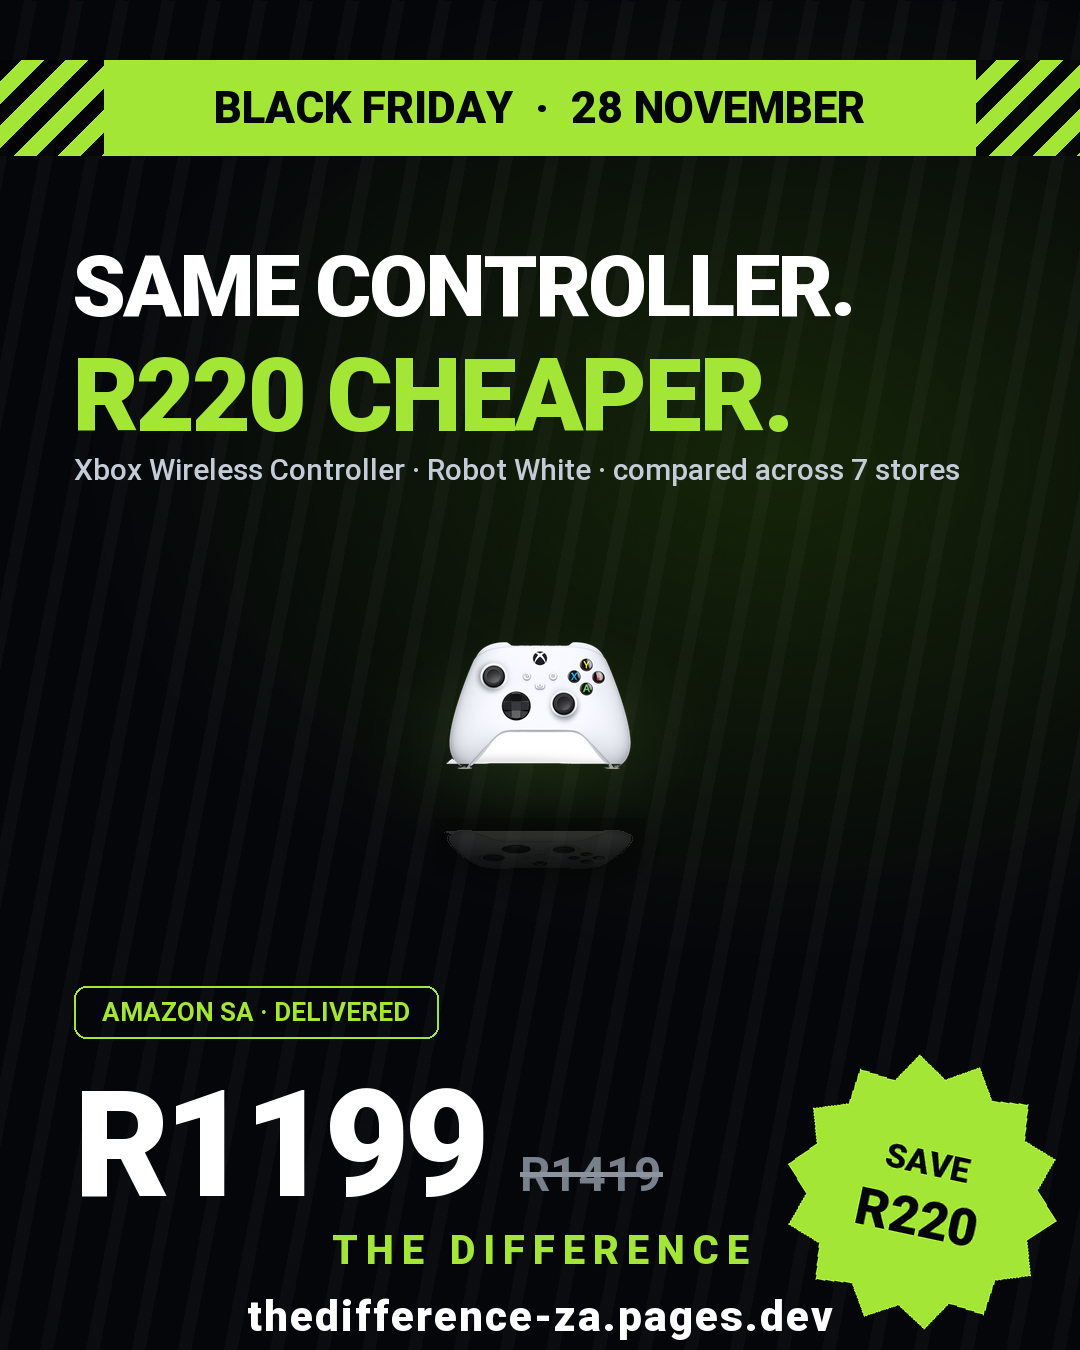 BLACK FRIDAY · 28 NOVEMBER
SAME CONTROLLER.
R220 CHEAPER.
Xbox Wireless Controller · Robot White · compared across 7 stores
Y
X
A
AMAZON SA · DELIVERED
R1199 R1419
SAVE
R220
THE DIFFERENCE
thedifference-za.pages.dev